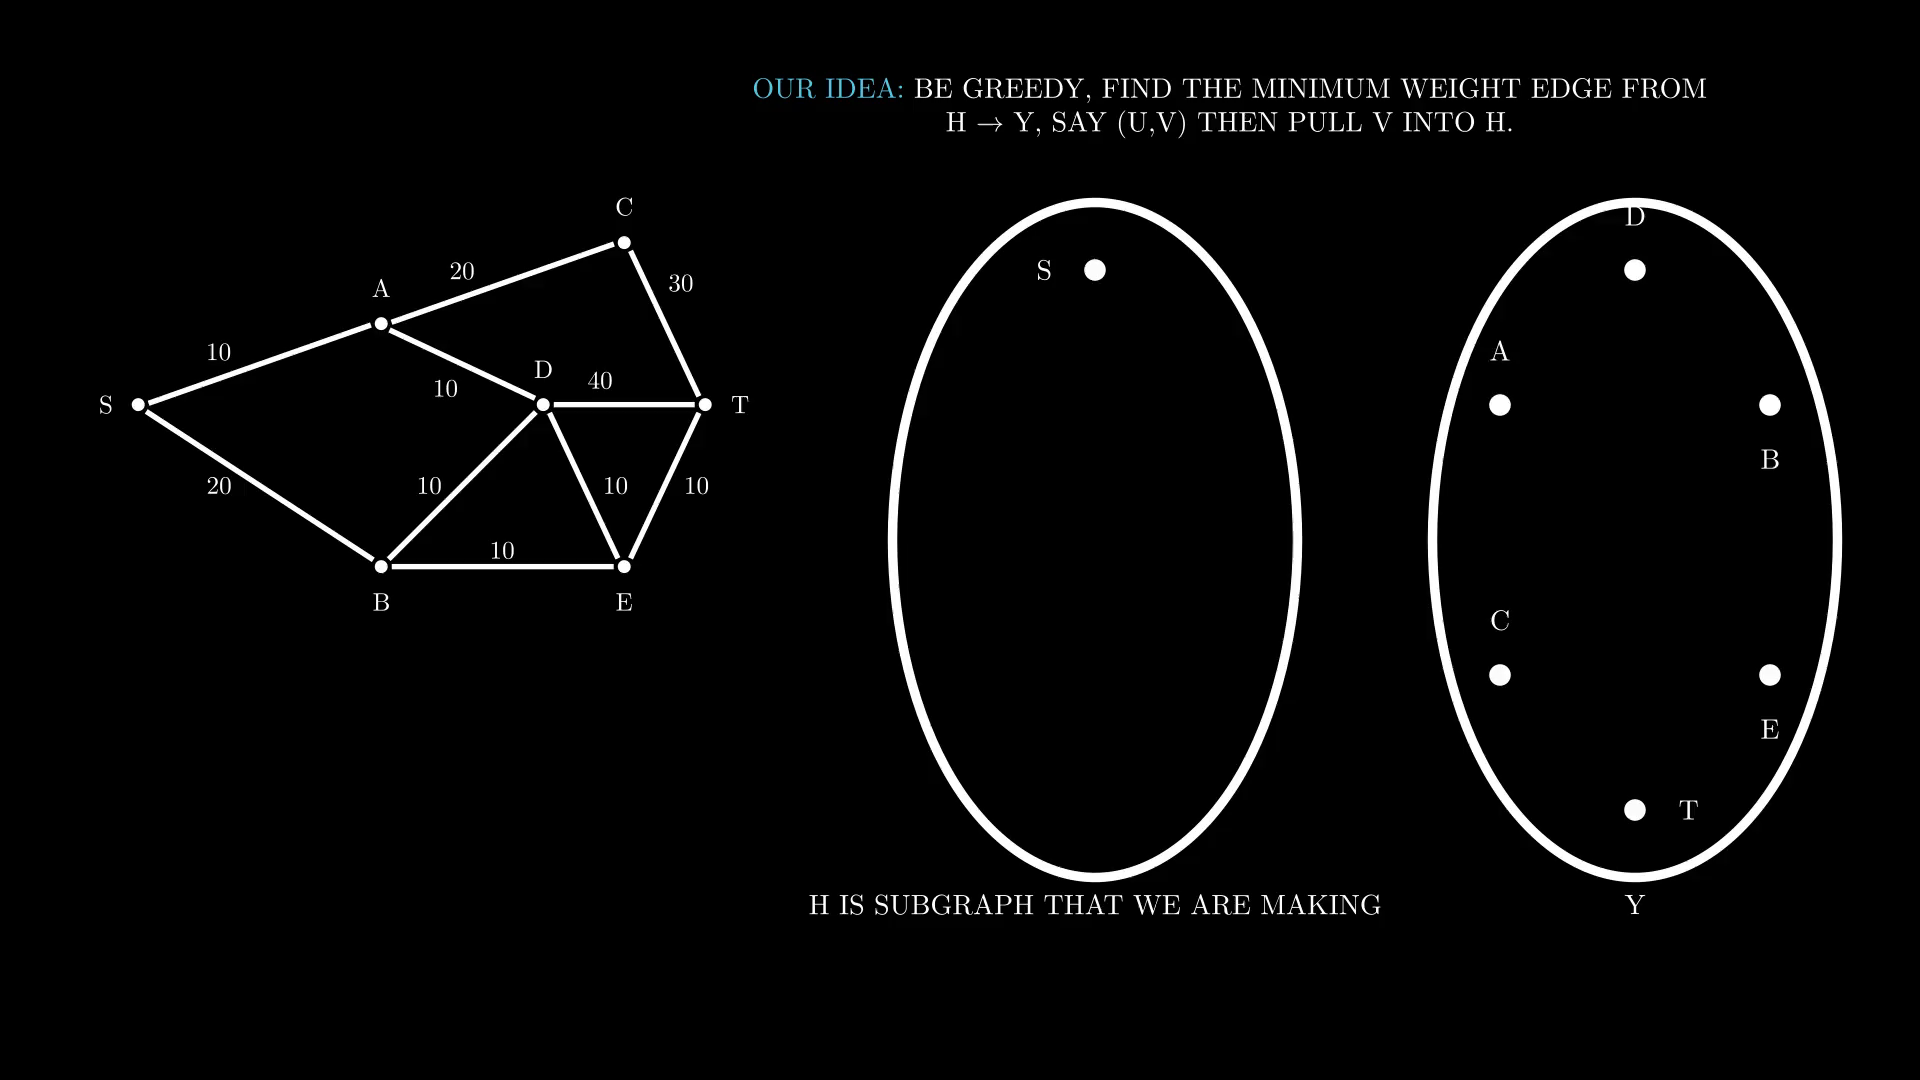 OUR IDEA: BE GREEDY, FIND THE MINIMUM WEIGHT EDGE FROM
H → Y, SAY (U,V) THEN PULL V INTO H.
C
20
30
A
10
D
40
10
S
T
20
10
10
10
10
B
E
S
D
A
B
C
E
T
H IS SUBGRAPH THAT WE ARE MAKING
Y